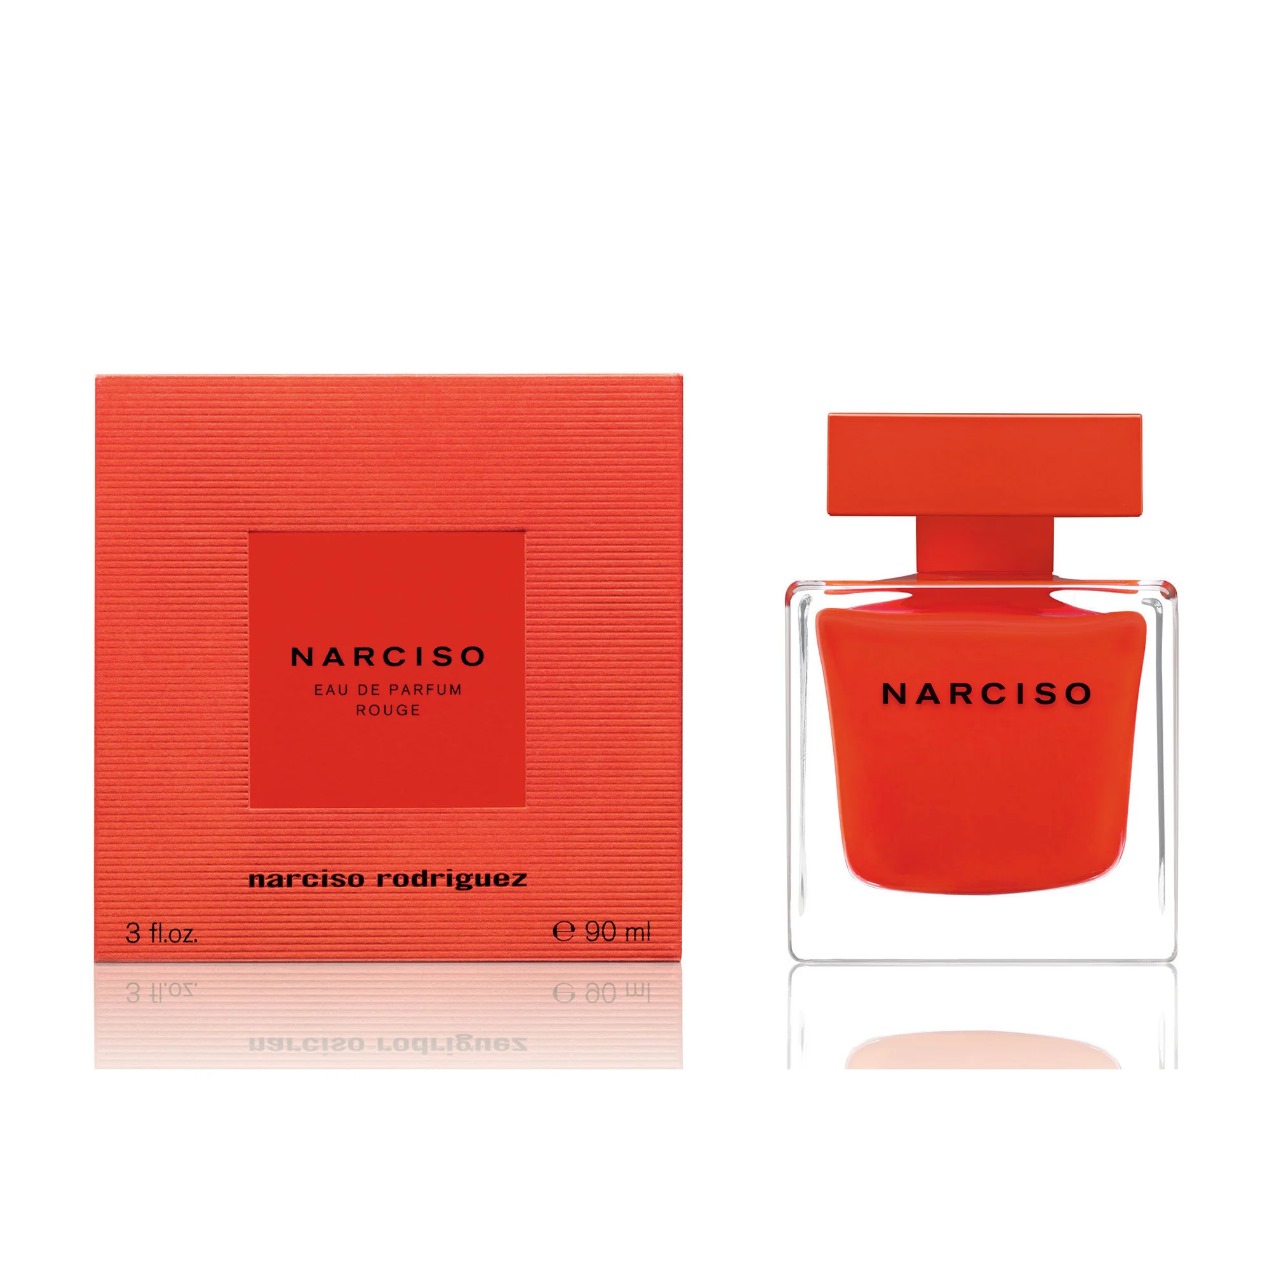 NARCISO
EAU DE PARFUM
ROUGE
narciso rodriguez
3 fl.oz.
℮ 90 ml
NARCISO